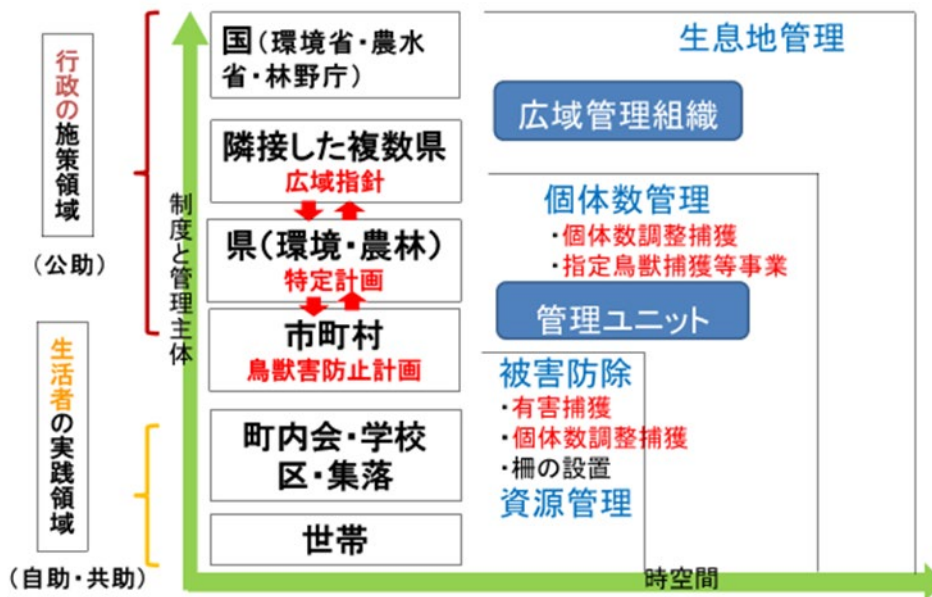 行政の施策領域
(公助)
生活者の実践領域
(自助・共助)
制度と管理主体
国(環境省・農水
省・林野庁)
隣接した複数県
広域指針
県(環境・農林)
特定計画
市町村
鳥獣害防止計画
町内会・学校
区・集落
世帯
生息地管理
広域管理組織
個体数管理
・個体数調整捕獲
・指定鳥獣捕獲等事業
管理ユニット
被害防除
・有害捕獲
・個体数調整捕獲
・柵の設置
資源管理
時空間